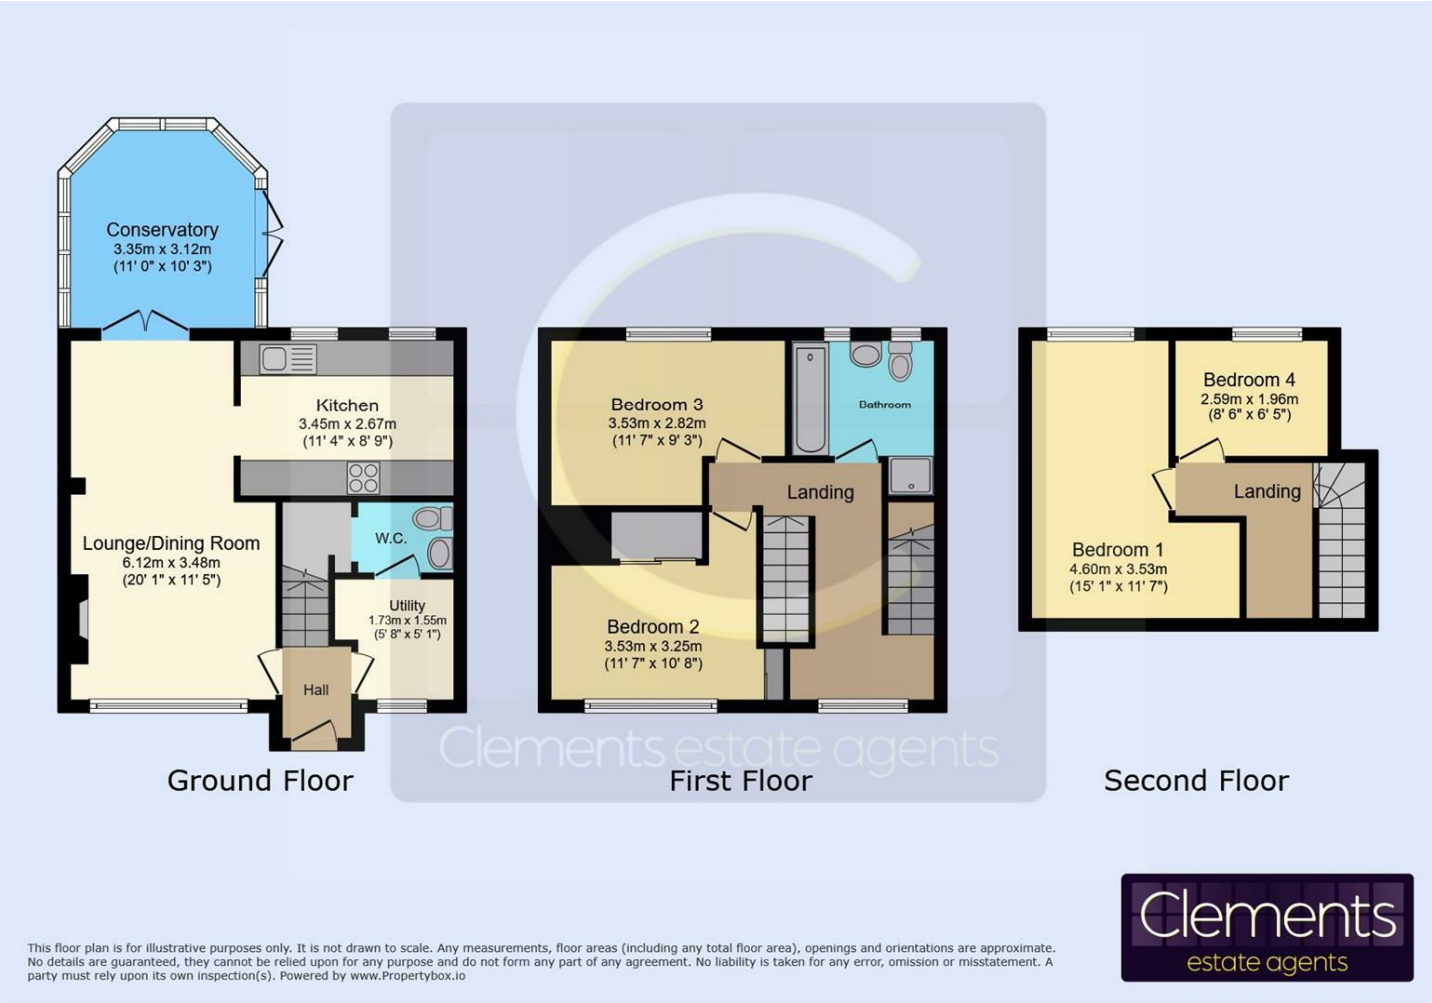 Conservatory
3.35m x 3.12m
(11' 0" x 10' 3")
Kitchen
3.45m x 2.67m
(11' 4" x 8' 9")
Lounge/Dining Room
6.12m x 3.48m
(20' 1" x 11' 5")
W.C.
Utility
1.73m x 1.55m
(5' 8" x 5' 1")
Hall
Ground Floor
Bedroom 3
3.53m x 2.82m
(11' 7" x 9' 3")
Bathroom
Landing
Bedroom 2
3.53m x 3.25m
(11' 7" x 10' 8")
Clements estate agents
First Floor
Bedroom 4
2.59m x 1.96m
(8' 6" x 6' 5")
Landing
Bedroom 1
4.60m x 3.53m
(15' 1" x 11' 7")
Second Floor
Clements
estate agents
This floor plan is for illustrative purposes only. It is not drawn to scale. Any measurements, floor areas (including any total floor area), openings and orientations are approximate.
No details are guaranteed, they cannot be relied upon for any purpose and do not form any part of any agreement. No liability is taken for any error, omission or misstatement. A
party must rely upon its own inspection(s). Powered by www.Propertybox.io